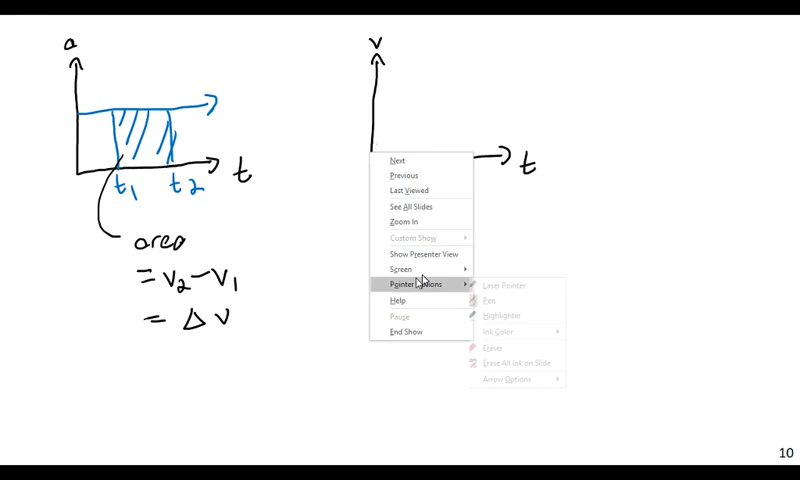 a
t
t1 t2
area
= v2 - v1
= Δ v
v
t
Next
Previous
Last Viewed
See All Slides
Zoom In
Custom Show
Show Presenter View
Screen
Pointer Options
Help
Pause
End Show
Laser Pointer
Pen
Highlighter
Ink Color
Eraser
Erase All Ink on Slide
Arrow Options
10